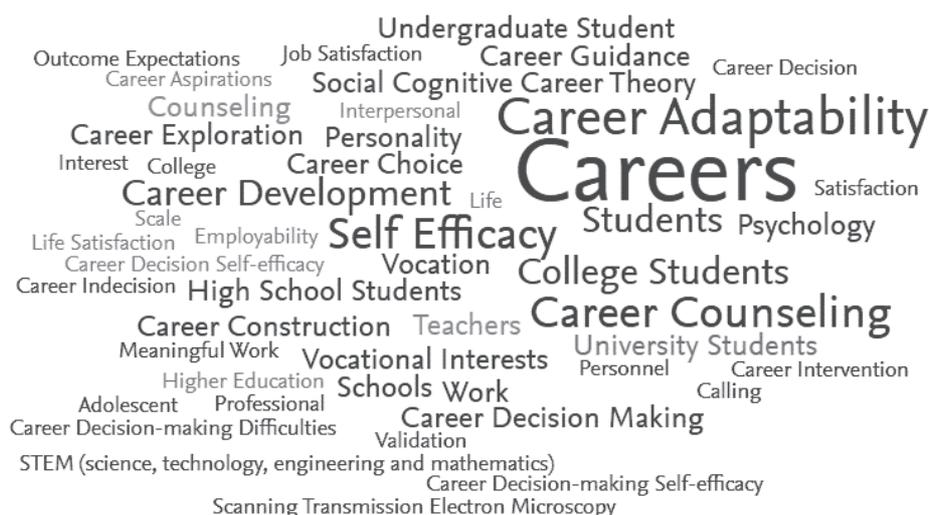 Undergraduate Student
Outcome Expectations Job Satisfaction Career Guidance Career Decision
Career Aspirations Social Cognitive Career Theory
Counseling Interpersonal Career Adaptability
Career Exploration Personality
Interest College Career Choice Careers Satisfaction
Career Development Life
Scale Students Psychology
Life Satisfaction Employability Self Efficacy
Career Decision Self-efficacy Vocation College Students
Career Indecision High School Students
Career Construction Teachers Career Counseling
Meaningful Work Vocational Interests University Students
Personnel Career Intervention
Higher Education Schools Work Calling
Adolescent Professional Career Decision Making
Career Decision-making Difficulties Validation
STEM (science, technology, engineering and mathematics)
Career Decision-making Self-efficacy
Scanning Transmission Electron Microscopy